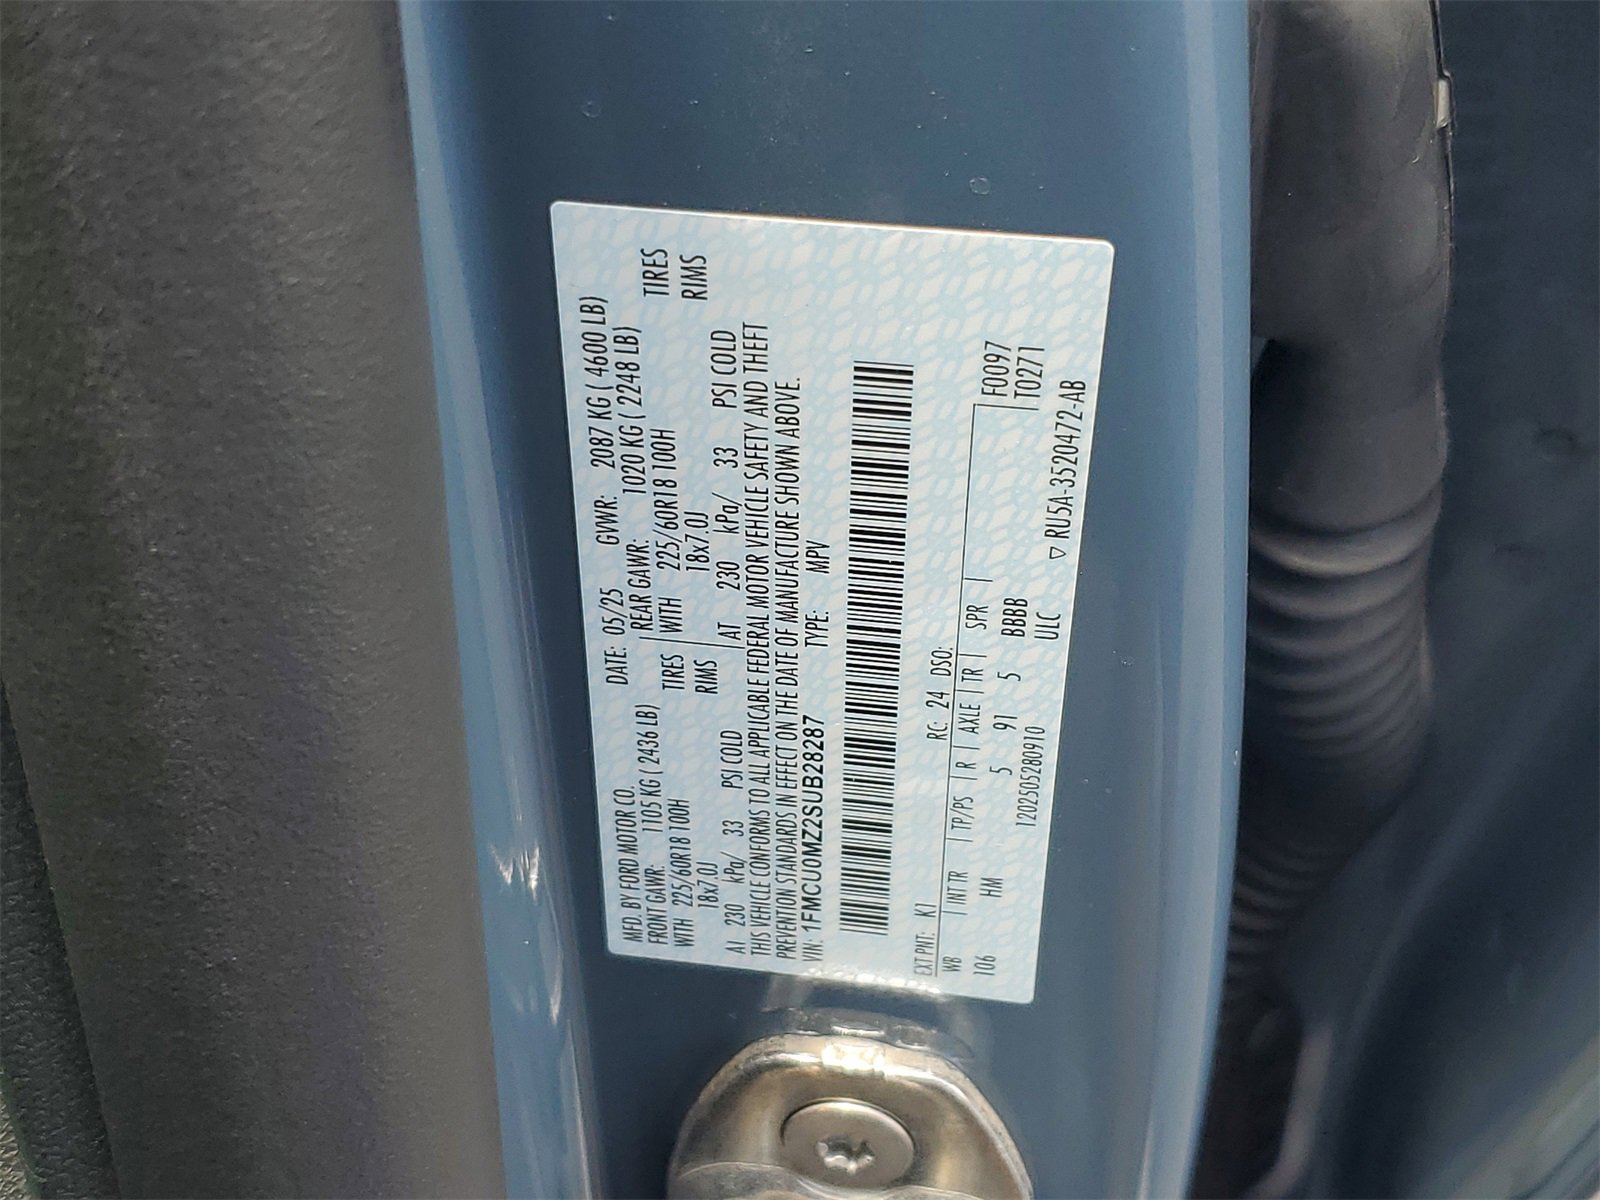 MFD. BY FORD MOTOR CO. DATE: 05/25 GVWR: 2087 KG ( 4600 LB)
FRONT GAWR: 1105 KG ( 2436 LB) REAR GAWR: 1020 KG ( 2248 LB)
WITH 225/60R18 100H TIRES WITH 225/60R18 100H TIRES
18x7.0J RIMS 18x7.0J RIMS
AT 230 kPa/ 33 PSI COLD AT 230 kPa/ 33 PSI COLD
THIS VEHICLE CONFORMS TO ALL APPLICABLE FEDERAL MOTOR VEHICLE SAFETY AND THEFT
PREVENTION STANDARDS IN EFFECT ON THE DATE OF MANUFACTURE SHOWN ABOVE.
VIN: 1FMCU0MZ2SUB28287 TYPE: MPV
EXT PNT: K1 RC: 24 DSO: F0097
WB INT TR TP/PS R AXLE TR SPR T0271
106 HM 5 91 5 BBBB
1202505280910 ULC ▽ RU5A-3520472-AB